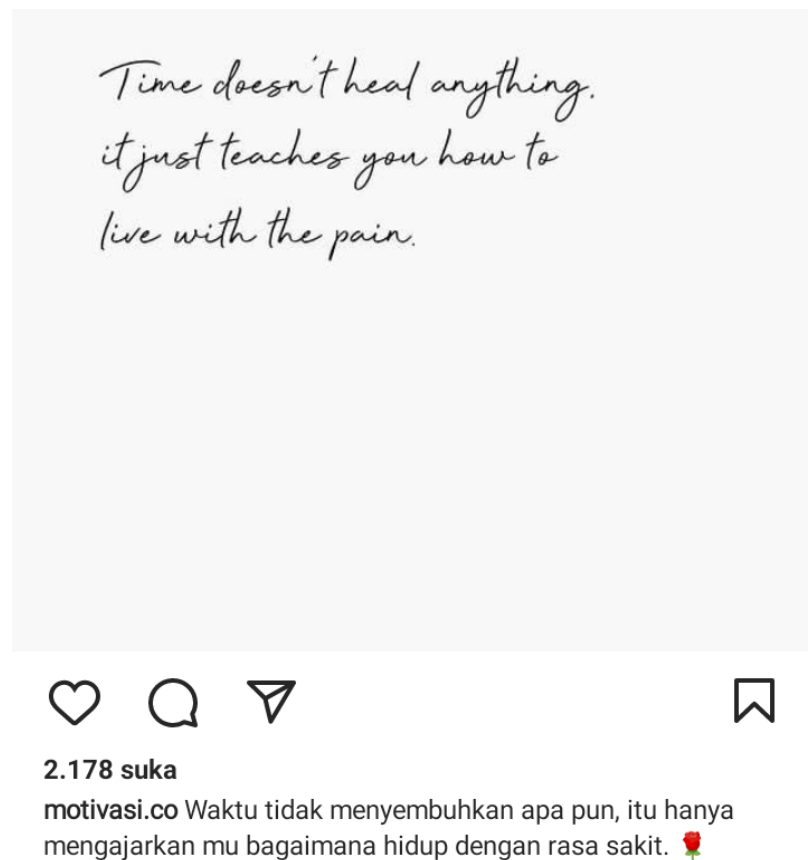 Time doesn't heal anything.
it just teaches you how to
live with the pain.
2.178 suka
motivasi.co Waktu tidak menyembuhkan apa pun, itu hanya
mengajarkan mu bagaimana hidup dengan rasa sakit. 🌹